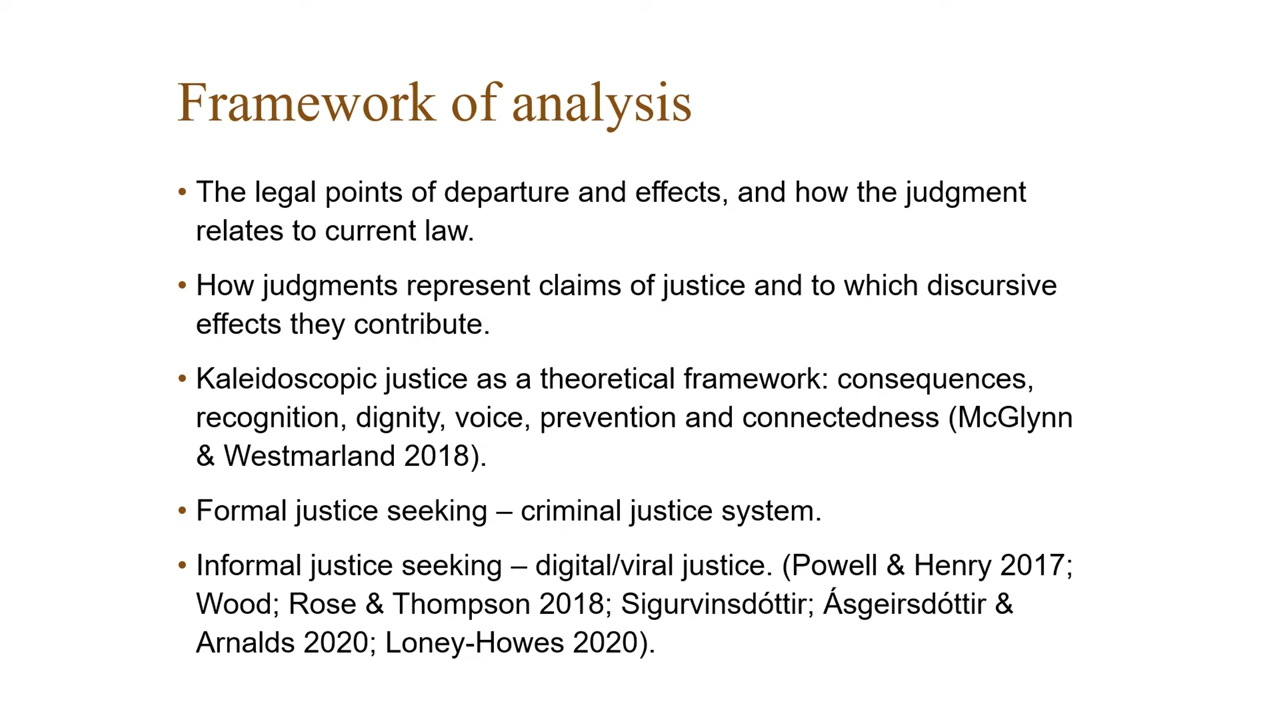 Framework of analysis
• The legal points of departure and effects, and how the judgment
relates to current law.
• How judgments represent claims of justice and to which discursive
effects they contribute.
• Kaleidoscopic justice as a theoretical framework: consequences,
recognition, dignity, voice, prevention and connectedness (McGlynn
& Westmarland 2018).
• Formal justice seeking – criminal justice system.
• Informal justice seeking – digital/viral justice. (Powell & Henry 2017;
Wood; Rose & Thompson 2018; Sigurvinsdóttir; Ásgeirsdóttir &
Arnalds 2020; Loney-Howes 2020).